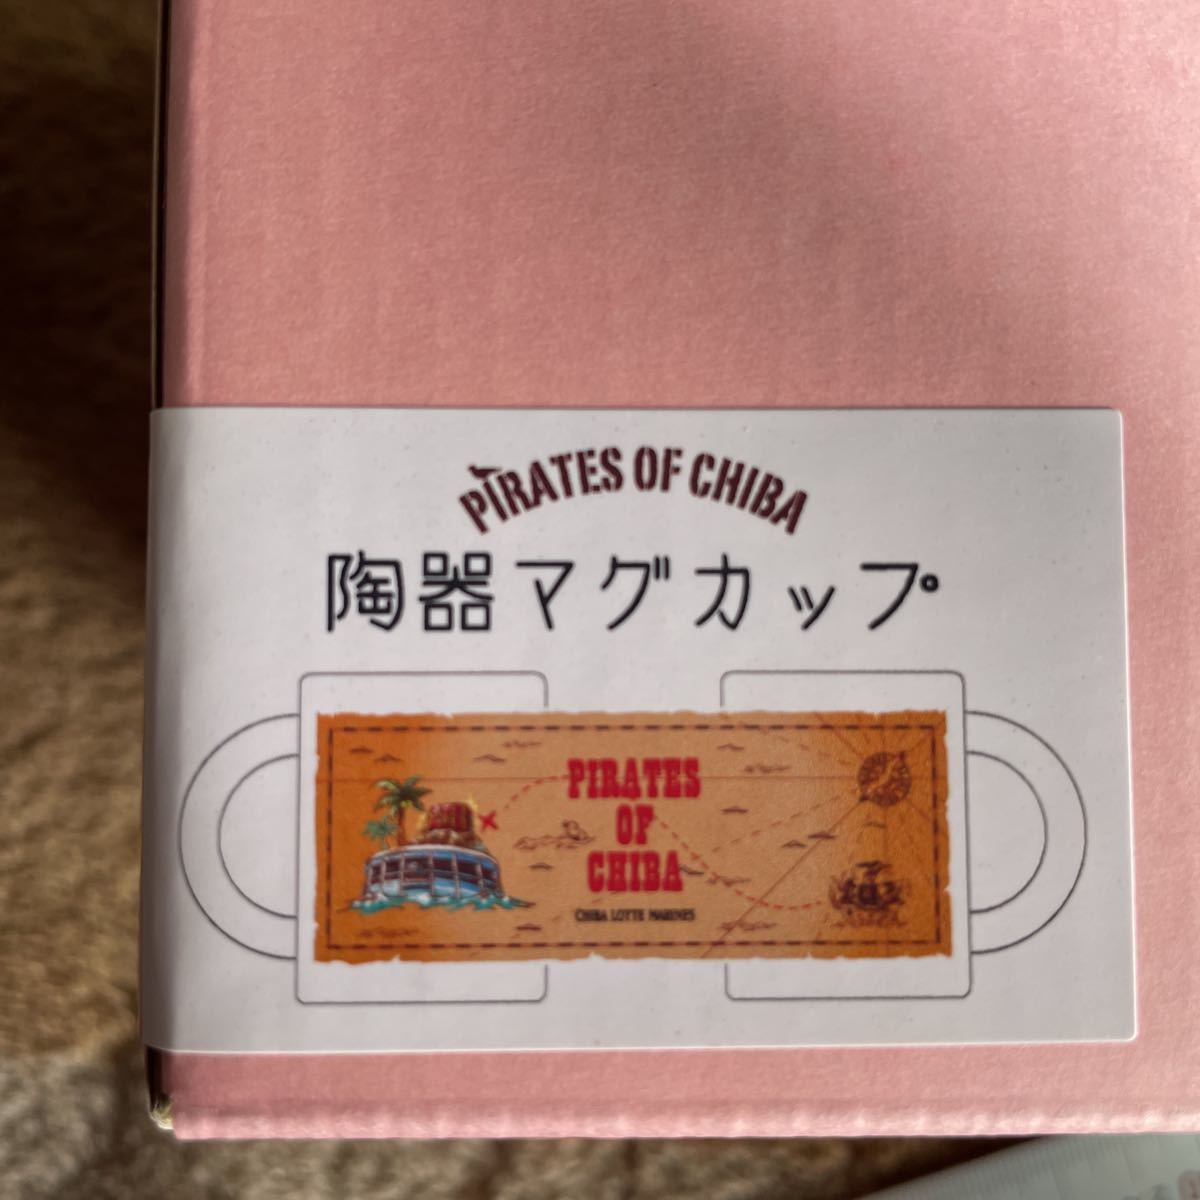 PIRATES OF CHIBA
陶器マグカップ
PIRATES
OF
CHIBA
CHIBA LOTTE MARINES